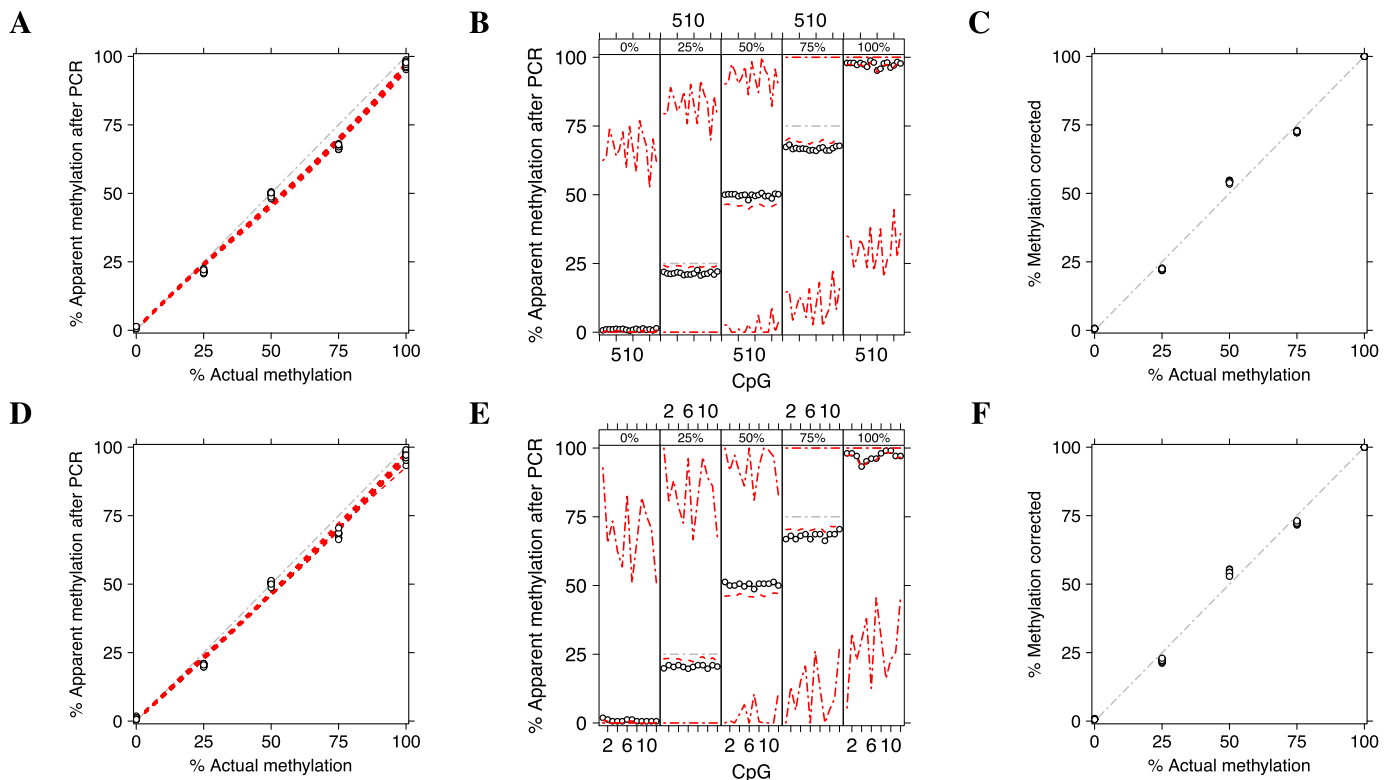 A
% Apparent methylation after PCR
100
75
50
25
0
0 25 50 75 100
% Actual methylation
B
510 510
0% 25% 50% 75% 100%
% Apparent methylation after PCR
100
75
50
25
0
510 510 510
CpG
C
% Methylation corrected
100
75
50
25
0
0 25 50 75 100
% Actual methylation
D
% Apparent methylation after PCR
100
75
50
25
0
0 25 50 75 100
% Actual methylation
E
2 6 10 2 6 10
0% 25% 50% 75% 100%
% Apparent methylation after PCR
100
75
50
25
0
2 6 10 2 6 10 2 6 10
CpG
F
% Methylation corrected
100
75
50
25
0
0 25 50 75 100
% Actual methylation